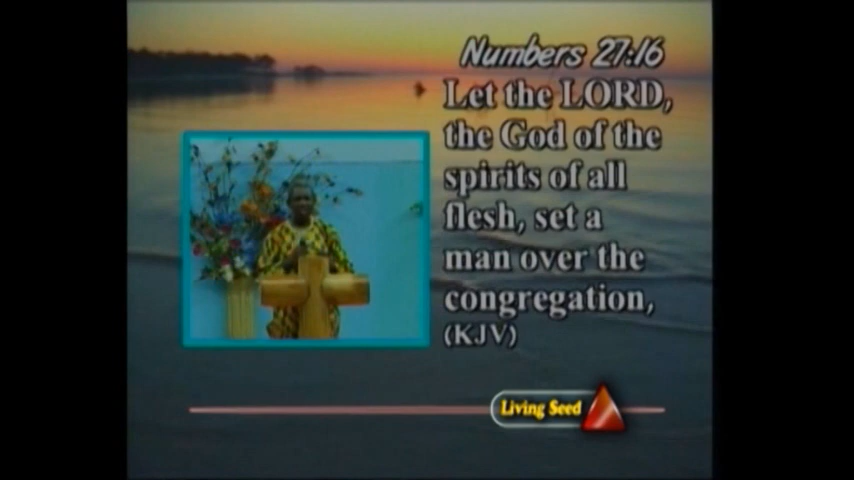 Numbers 27:16
Let the LORD,
the God of the
spirits of all
flesh, set a
man over the
congregation,
(KJV)
Living Seed